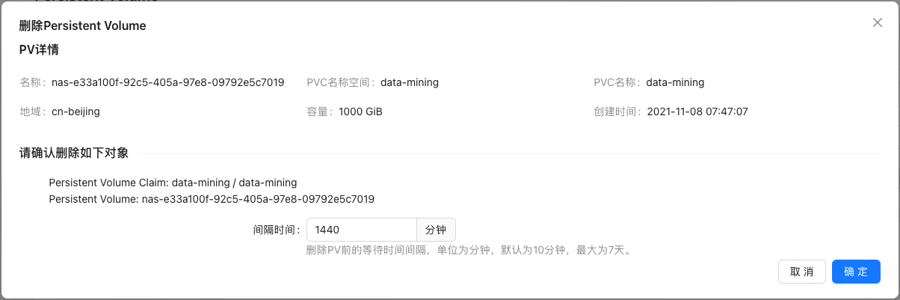 删除Persistent Volume
PV详情
名称： nas-e33a100f-92c5-405a-97e8-09792e5c7019 PVC名称空间： data-mining PVC名称： data-mining
地域： cn-beijing 容量： 1000 GiB 创建时间： 2021-11-08 07:47:07
请确认删除如下对象
Persistent Volume Claim: data-mining / data-mining
Persistent Volume: nas-e33a100f-92c5-405a-97e8-09792e5c7019
间隔时间： 1440 分钟
删除PV前的等待时间间隔，单位为分钟，默认为10分钟，最大为7天。
取 消 确 定